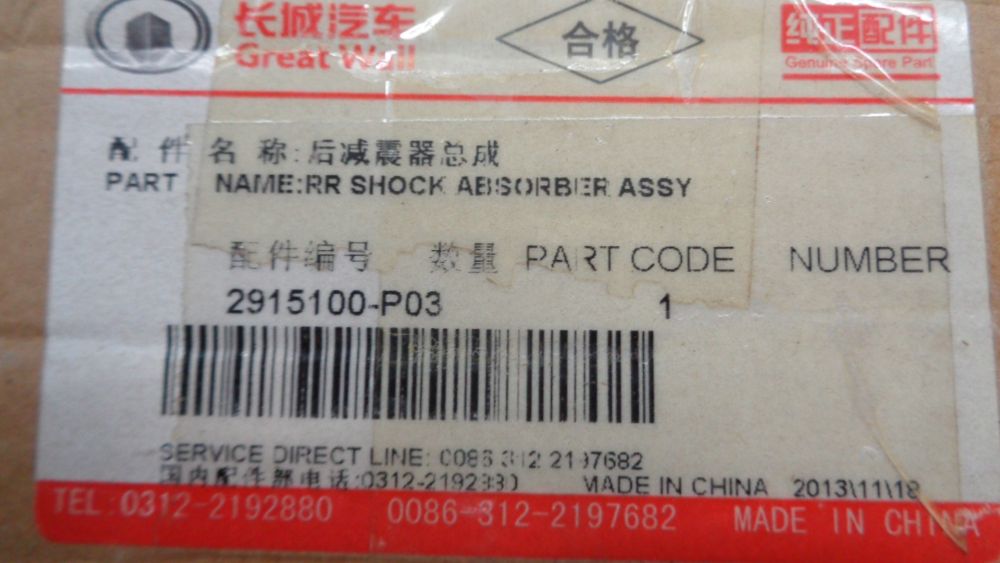 长城汽车 合格 纯正配件
Great Wall Genuine Spare Part
配 件 名 称:后减震器总成
PART NAME:RR SHOCK ABSORBER ASSY
配件编号 数量 PART CODE NUMBER
2915100-P03 1
SERVICE DIRECT LINE: 0086 312 2197682
国内配件部电话:0312-2192880 MADE IN CHINA 2013\11\18
TEL:0312-2192880 0086-312-2197682 MADE IN CHINA